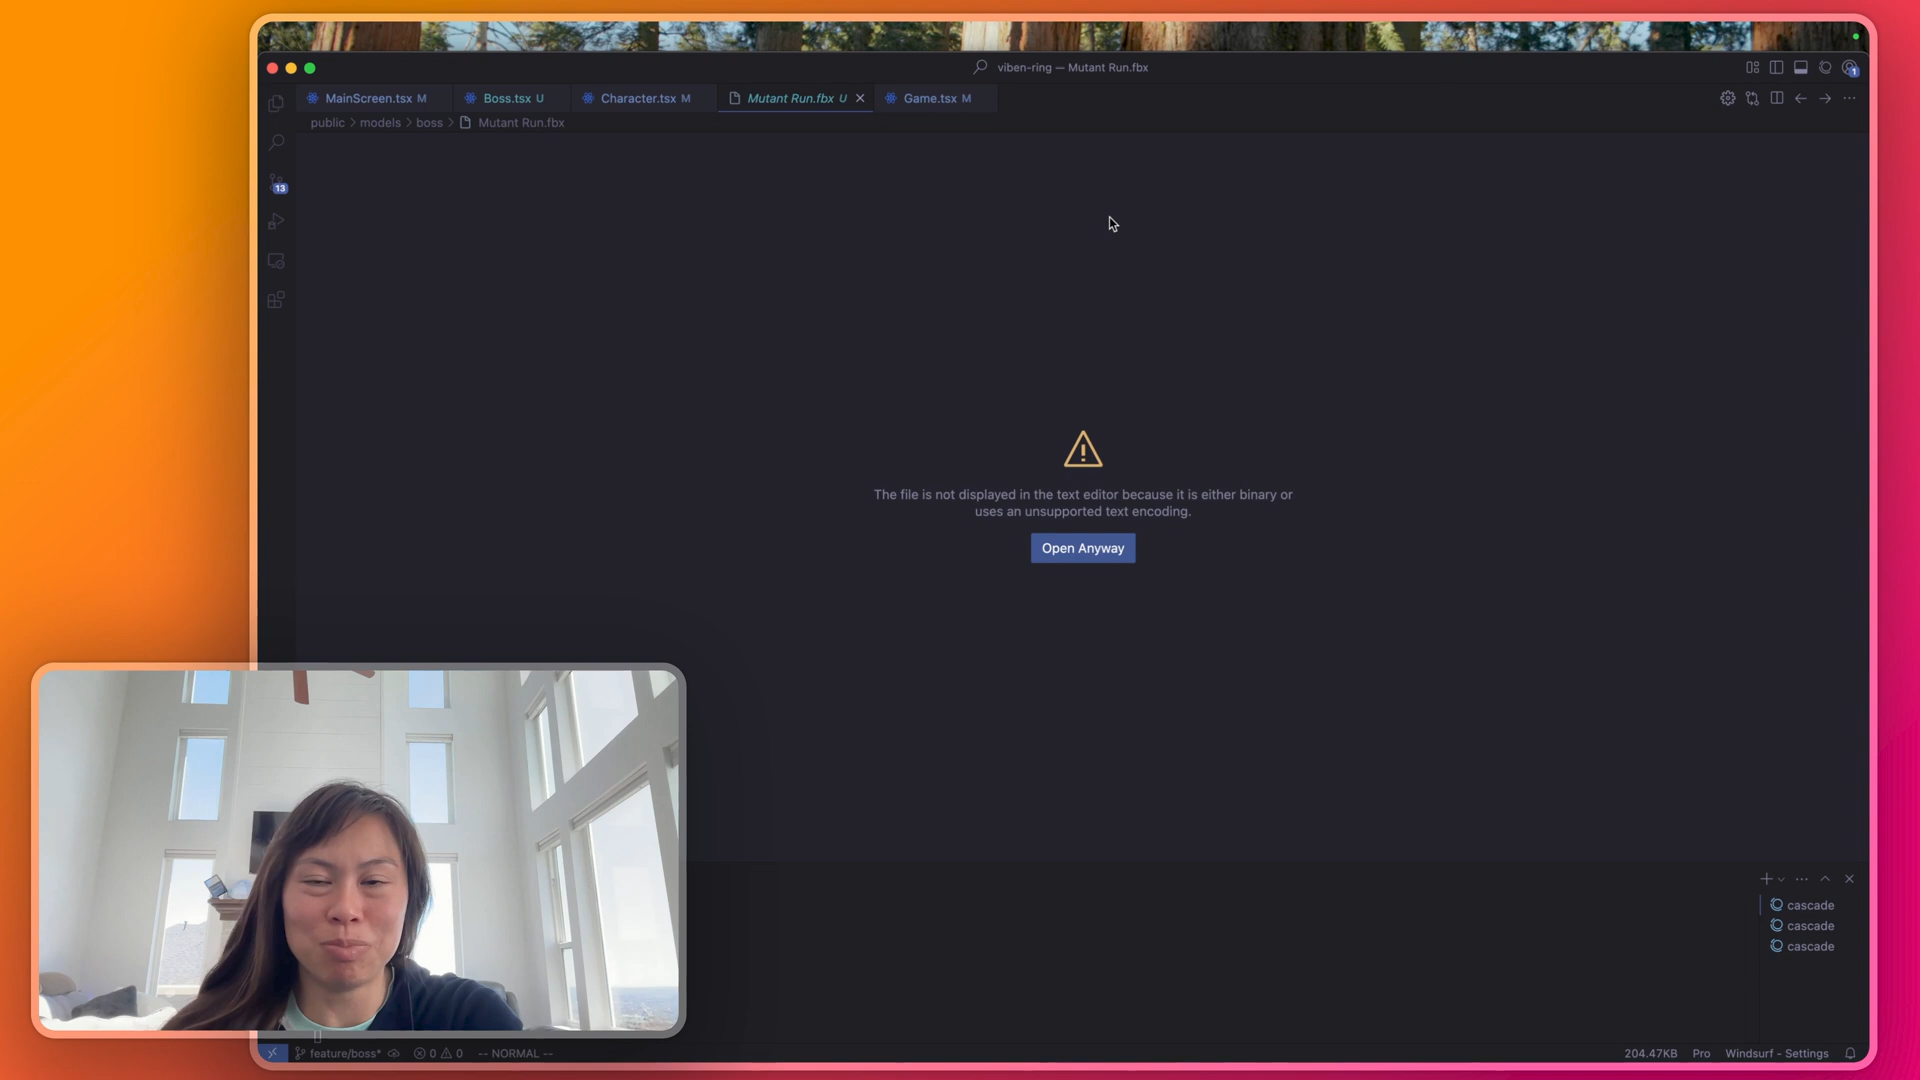 viben-ring — Mutant Run.fbx
1
MainScreen.tsx M
Boss.tsx U
Character.tsx M
Mutant Run.fbx U
Game.tsx M
public > models > boss > Mutant Run.fbx
13
The file is not displayed in the text editor because it is either binary or
uses an unsupported text encoding.
Open Anyway
cascade
cascade
cascade
feature/boss*
0
0
-- NORMAL --
204.47KB
Pro
Windsurf - Settings